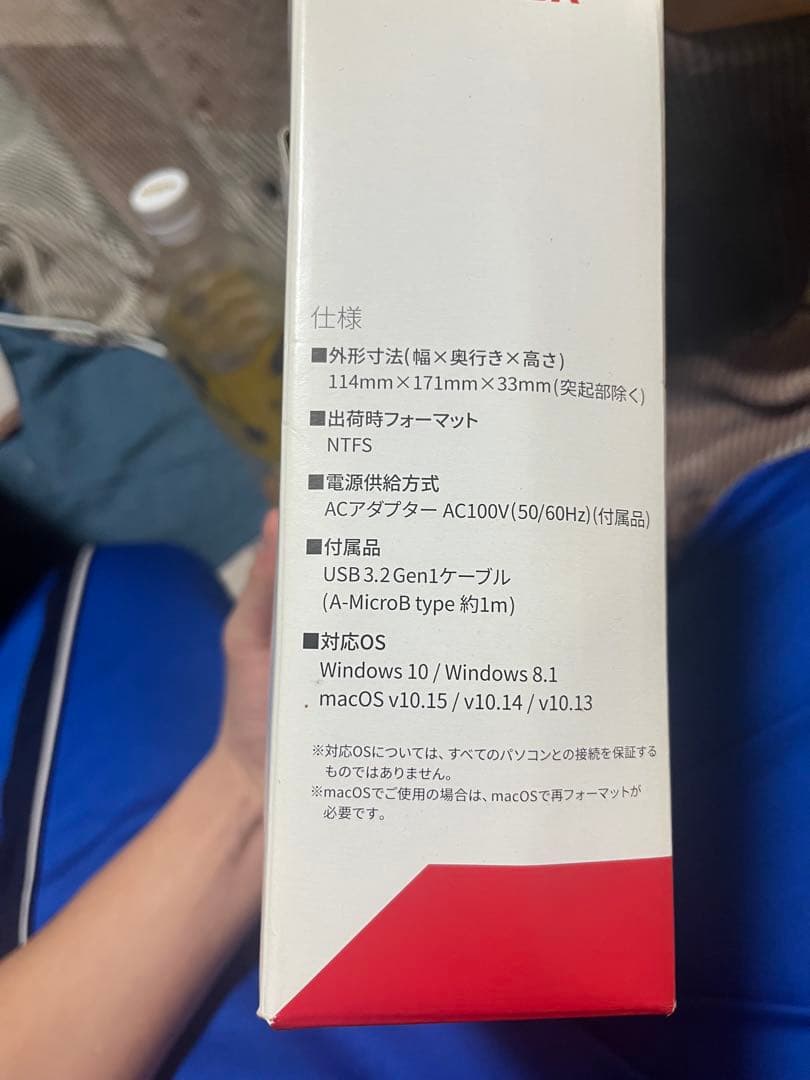 仕様
■外形寸法(幅×奥行き×高さ)
114mm×171mm×33mm(突起部除く)
■出荷時フォーマット
NTFS
■電源供給方式
ACアダプター AC100V(50/60Hz)(付属品)
■付属品
USB3.2Gen1ケーブル
(A-MicroB type 約1m)
■対応OS
Windows 10 / Windows 8.1
macOS v10.15 / v10.14 / v10.13
※対応OSについては、すべてのパソコンとの接続を保証する
ものではありません。
※macOSでご使用の場合は、macOSで再フォーマットが
必要です。